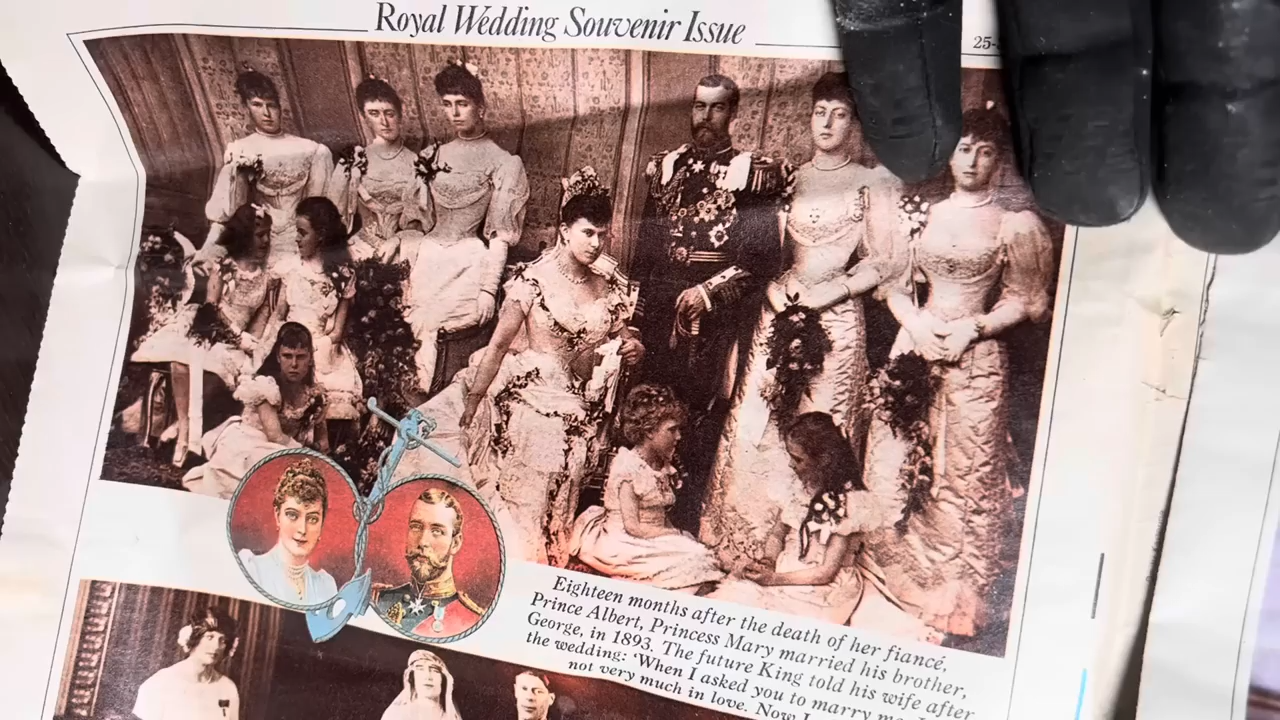 Royal Wedding Souvenir Issue
25-
Eighteen months after the death of her fiancé,
Prince Albert, Princess Mary married his brother,
George, in 1893. The future King told his wife after
the wedding: ‘When I asked you to marry me
not very much in love. Now I